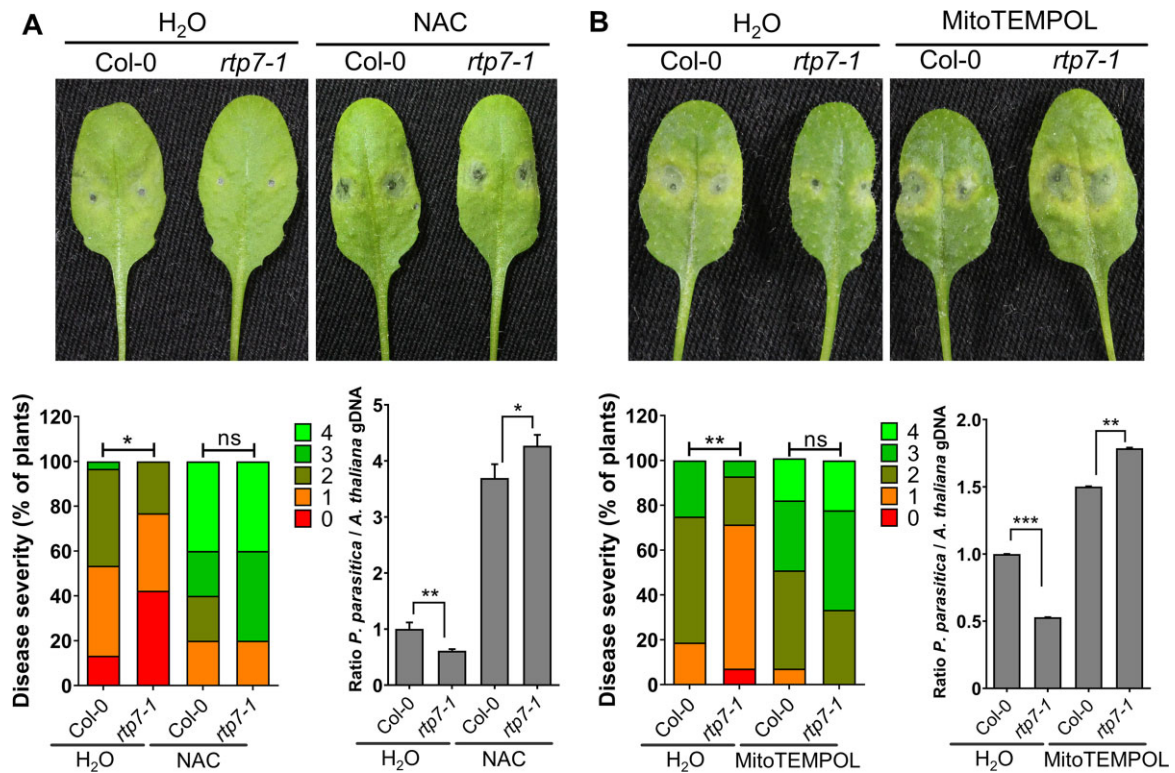 A
H₂O
NAC
Col-0
rtp7-1
Col-0
rtp7-1
B
H₂O
MitoTEMPOL
Col-0
rtp7-1
Col-0
rtp7-1
Disease severity (% of plants)
120
100
80
60
40
20
0
*
ns
4
3
2
1
0
Col-0
rtp7-1
Col-0
rtp7-1
H₂O
NAC
Ratio P. parasitica / A. thaliana gDNA
5
4
3
2
1
0
**
*
Col-0
rtp7-1
Col-0
rtp7-1
H₂O
NAC
Disease severity (% of plants)
120
100
80
60
40
20
0
**
ns
4
3
2
1
0
Col-0
rtp7-1
Col-0
rtp7-1
H₂O
MitoTEMPOL
Ratio P. parasitica / A. thaliana gDNA
2.0
1.5
1.0
0.5
0
***
**
Col-0
rtp7-1
Col-0
rtp7-1
H₂O
MitoTEMPOL